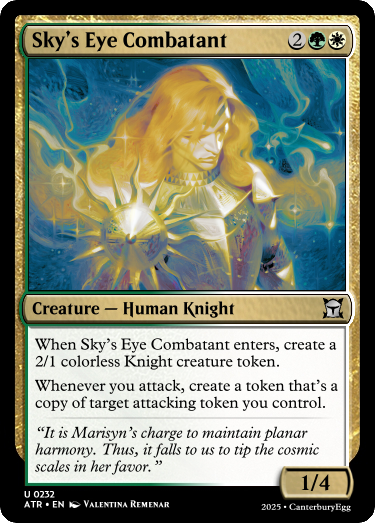 Sky's Eye Combatant 2
Creature — Human Knight
When Sky's Eye Combatant enters, create a
2/1 colorless Knight creature token.
Whenever you attack, create a token that's a
copy of target attacking token you control.
"It is Marisyn's charge to maintain planar
harmony. Thus, it falls to us to tip the cosmic
scales in her favor."
1/4
U 0232
ATR • EN Valentina Remenar
2025 • CanterburyEgg